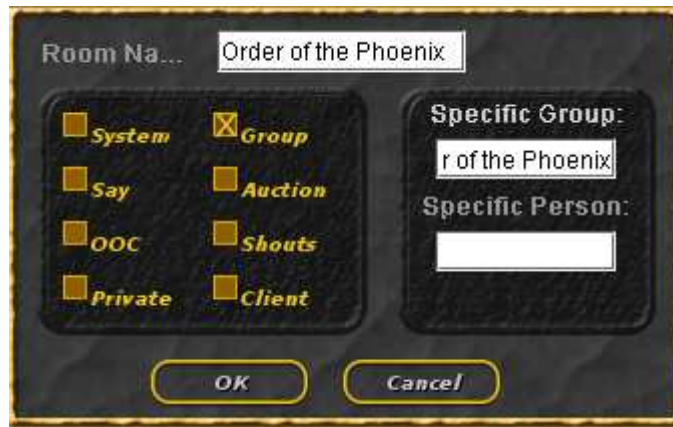 Room Na... Order of the Phoenix
System Group Specific Group:
r of the Phoenix
Say Auction
Specific Person:
OOC Shouts
Private Client
OK Cancel